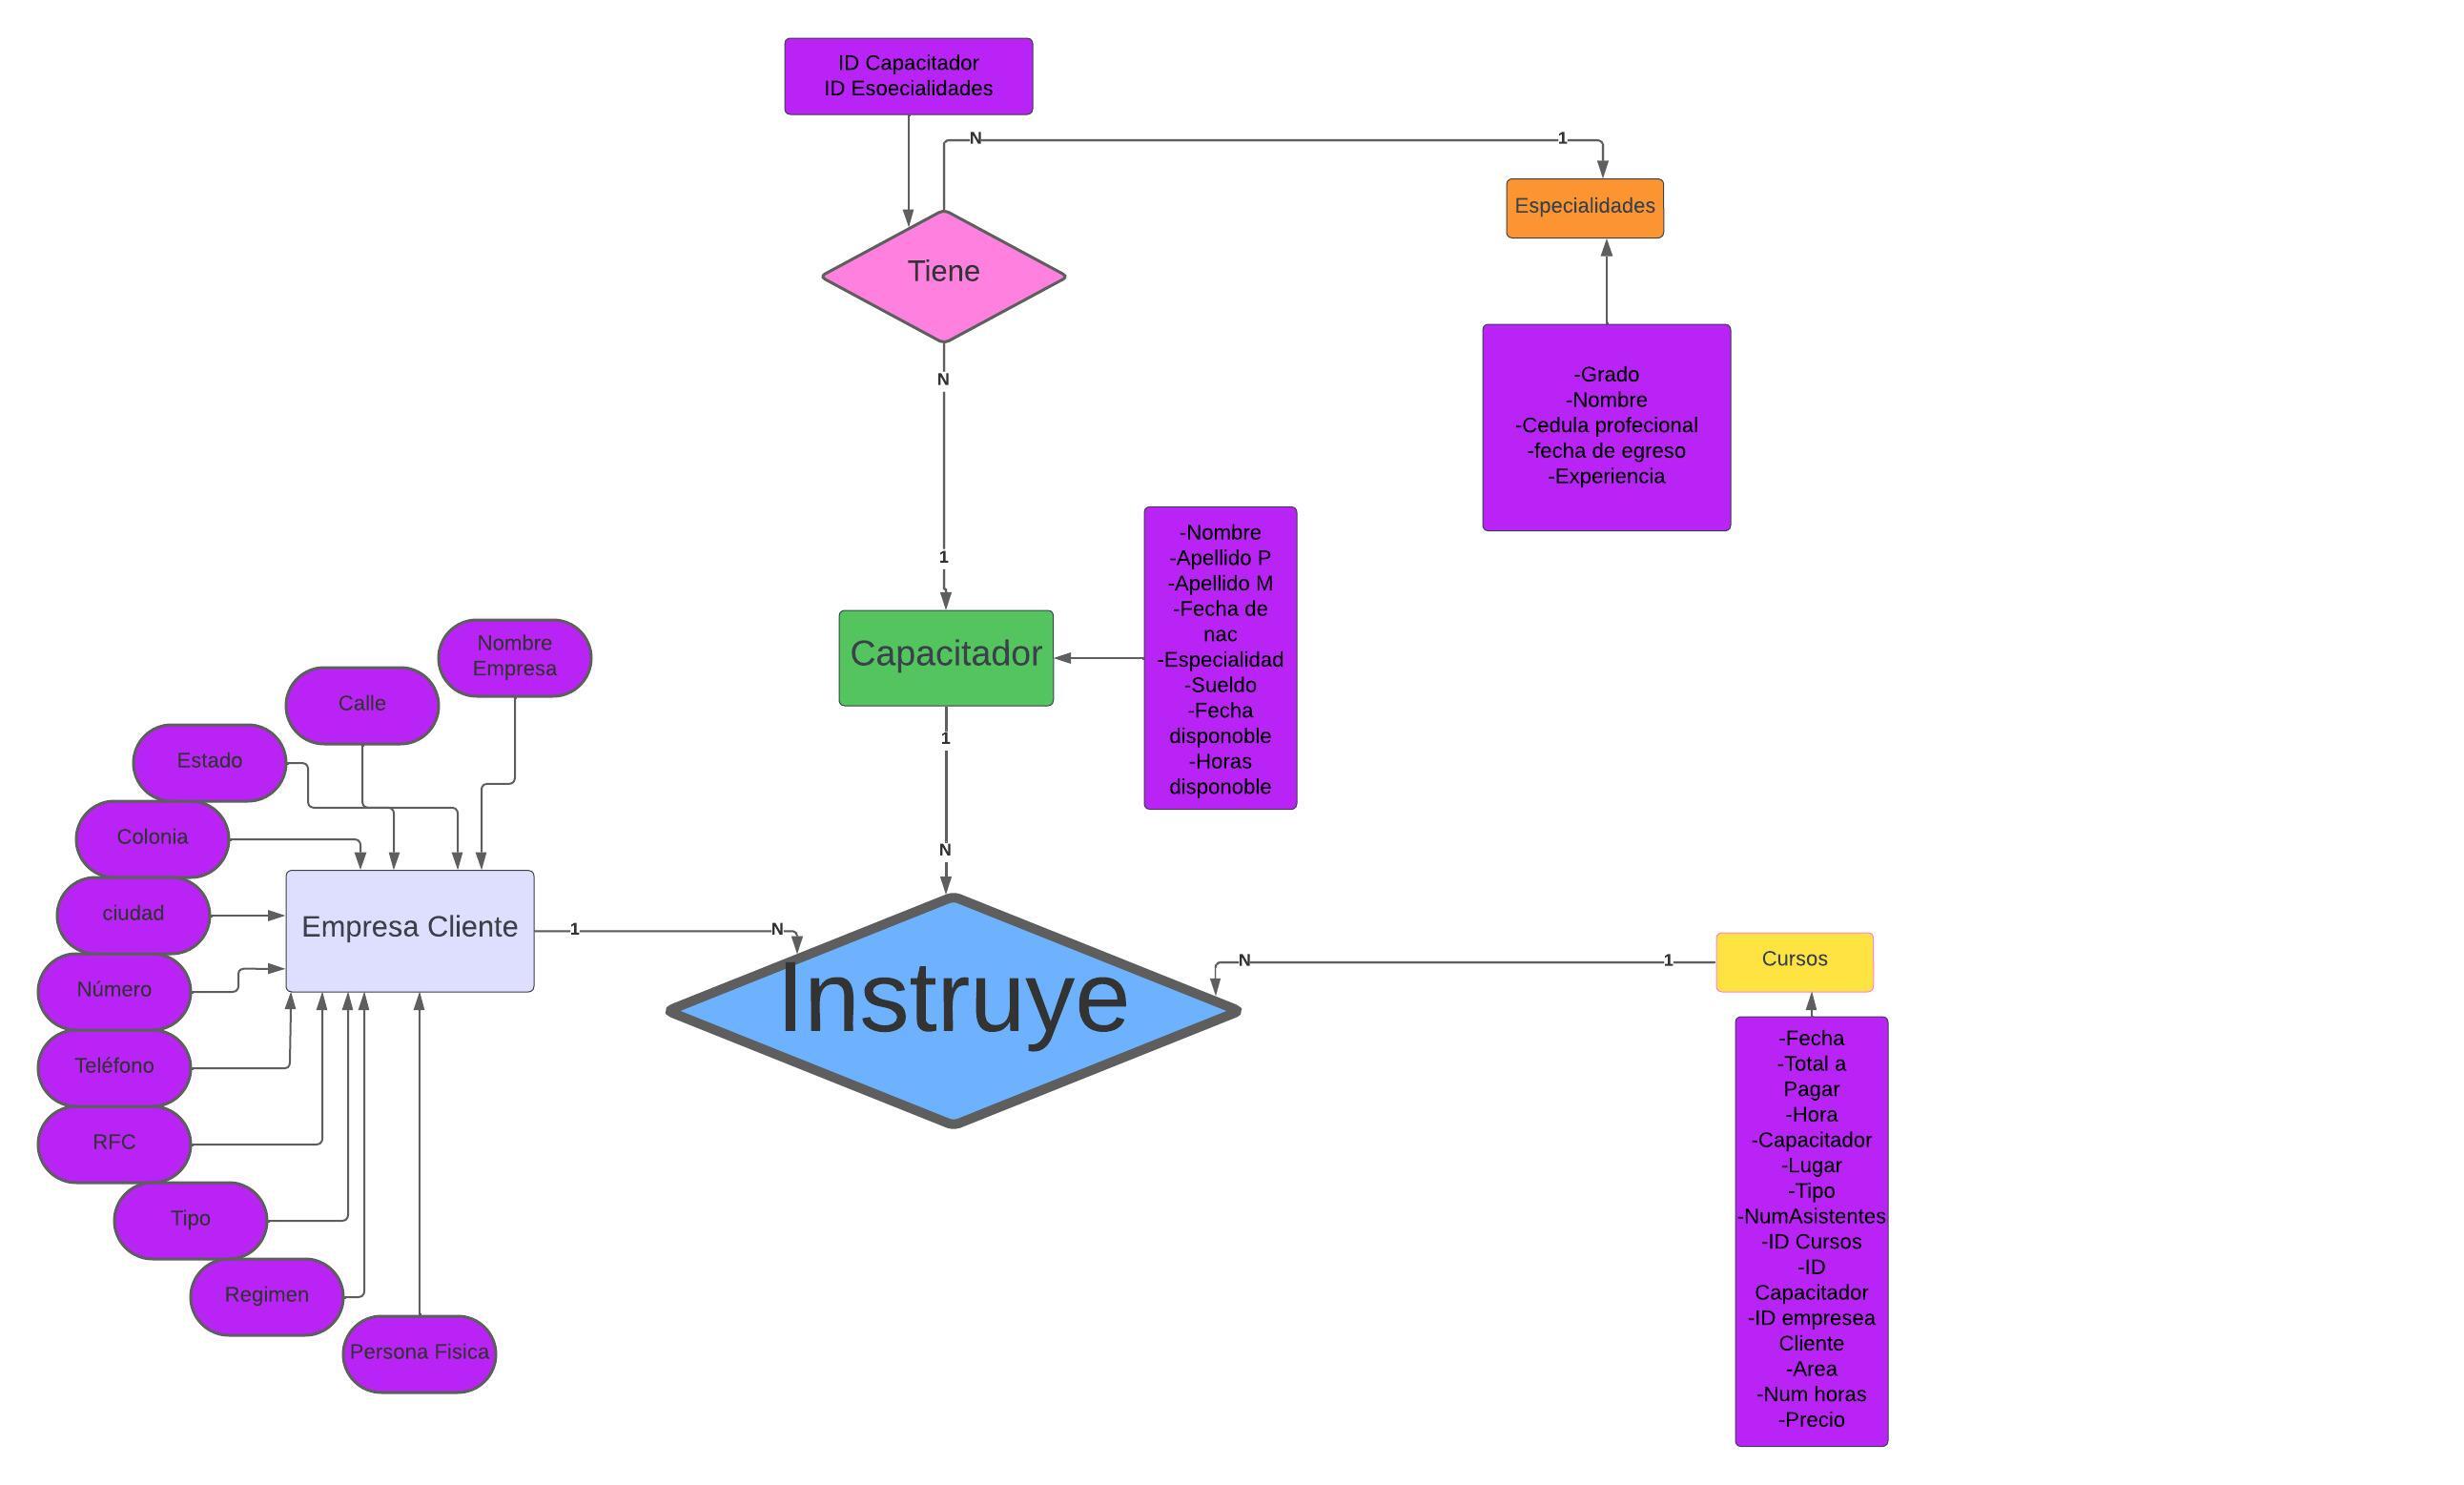 ID Capacitador
ID Esoecialidades
N
1
Especialidades
Tiene
N
-Grado
-Nombre
-Cedula profecional
-fecha de egreso
-Experiencia
1
-Nombre
-Apellido P
-Apellido M
-Fecha de
nac
-Especialidad
-Sueldo
-Fecha
disponoble
-Horas
disponoble
Capacitador
Nombre
Empresa
Calle
Estado
1
Colonia
N
ciudad
Empresa Cliente
1
N
Instruye
N
1
Cursos
Número
Teléfono
RFC
Tipo
Regimen
Persona Fisica
-Fecha
-Total a
Pagar
-Hora
-Capacitador
-Lugar
-Tipo
-NumAsistentes
-ID Cursos
-ID
Capacitador
-ID empresea
Cliente
-Area
-Num horas
-Precio